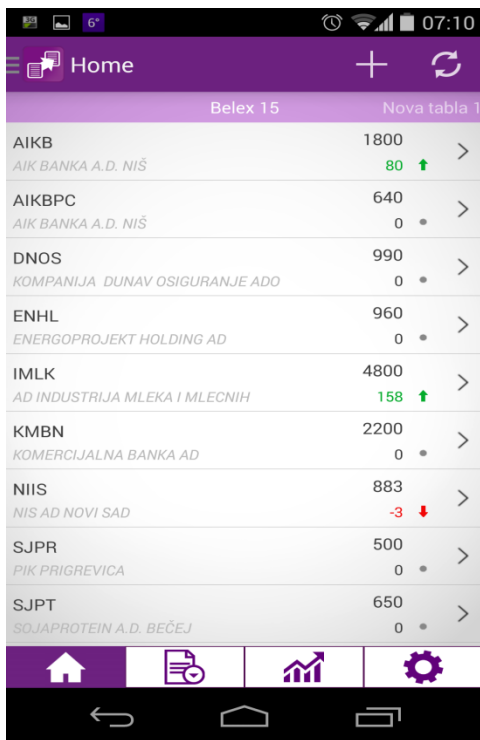 3G 6° 07:10
Home
Belex 15 Nova tabla 1
AIKB 1800
AIK BANKA A.D. NIŠ 80
AIKBPC 640
AIK BANKA A.D. NIŠ 0
DNOS 990
KOMPANIJA DUNAV OSIGURANJE ADO 0
ENHL 960
ENERGOPROJEKT HOLDING AD 0
IMLK 4800
AD INDUSTRIJA MLEKA I MLECNIH 158
KMBN 2200
KOMERCIJALNA BANKA AD 0
NIIS 883
NIS AD NOVI SAD -3
SJPR 500
PIK PRIGREVICA 0
SJPT 650
SOJAPROTEIN A.D. BEČEJ 0